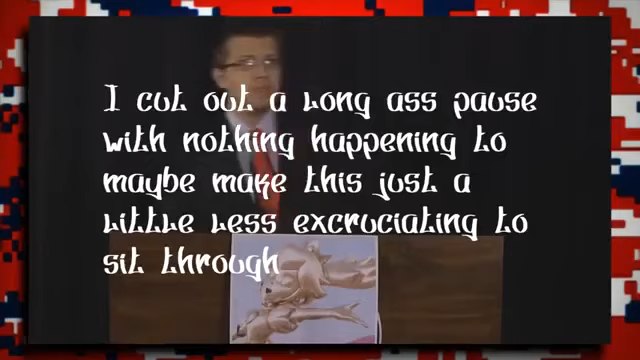 I cut out a long ass pause
with nothing happening to
maybe make this just a
little less excruciating to
sit through